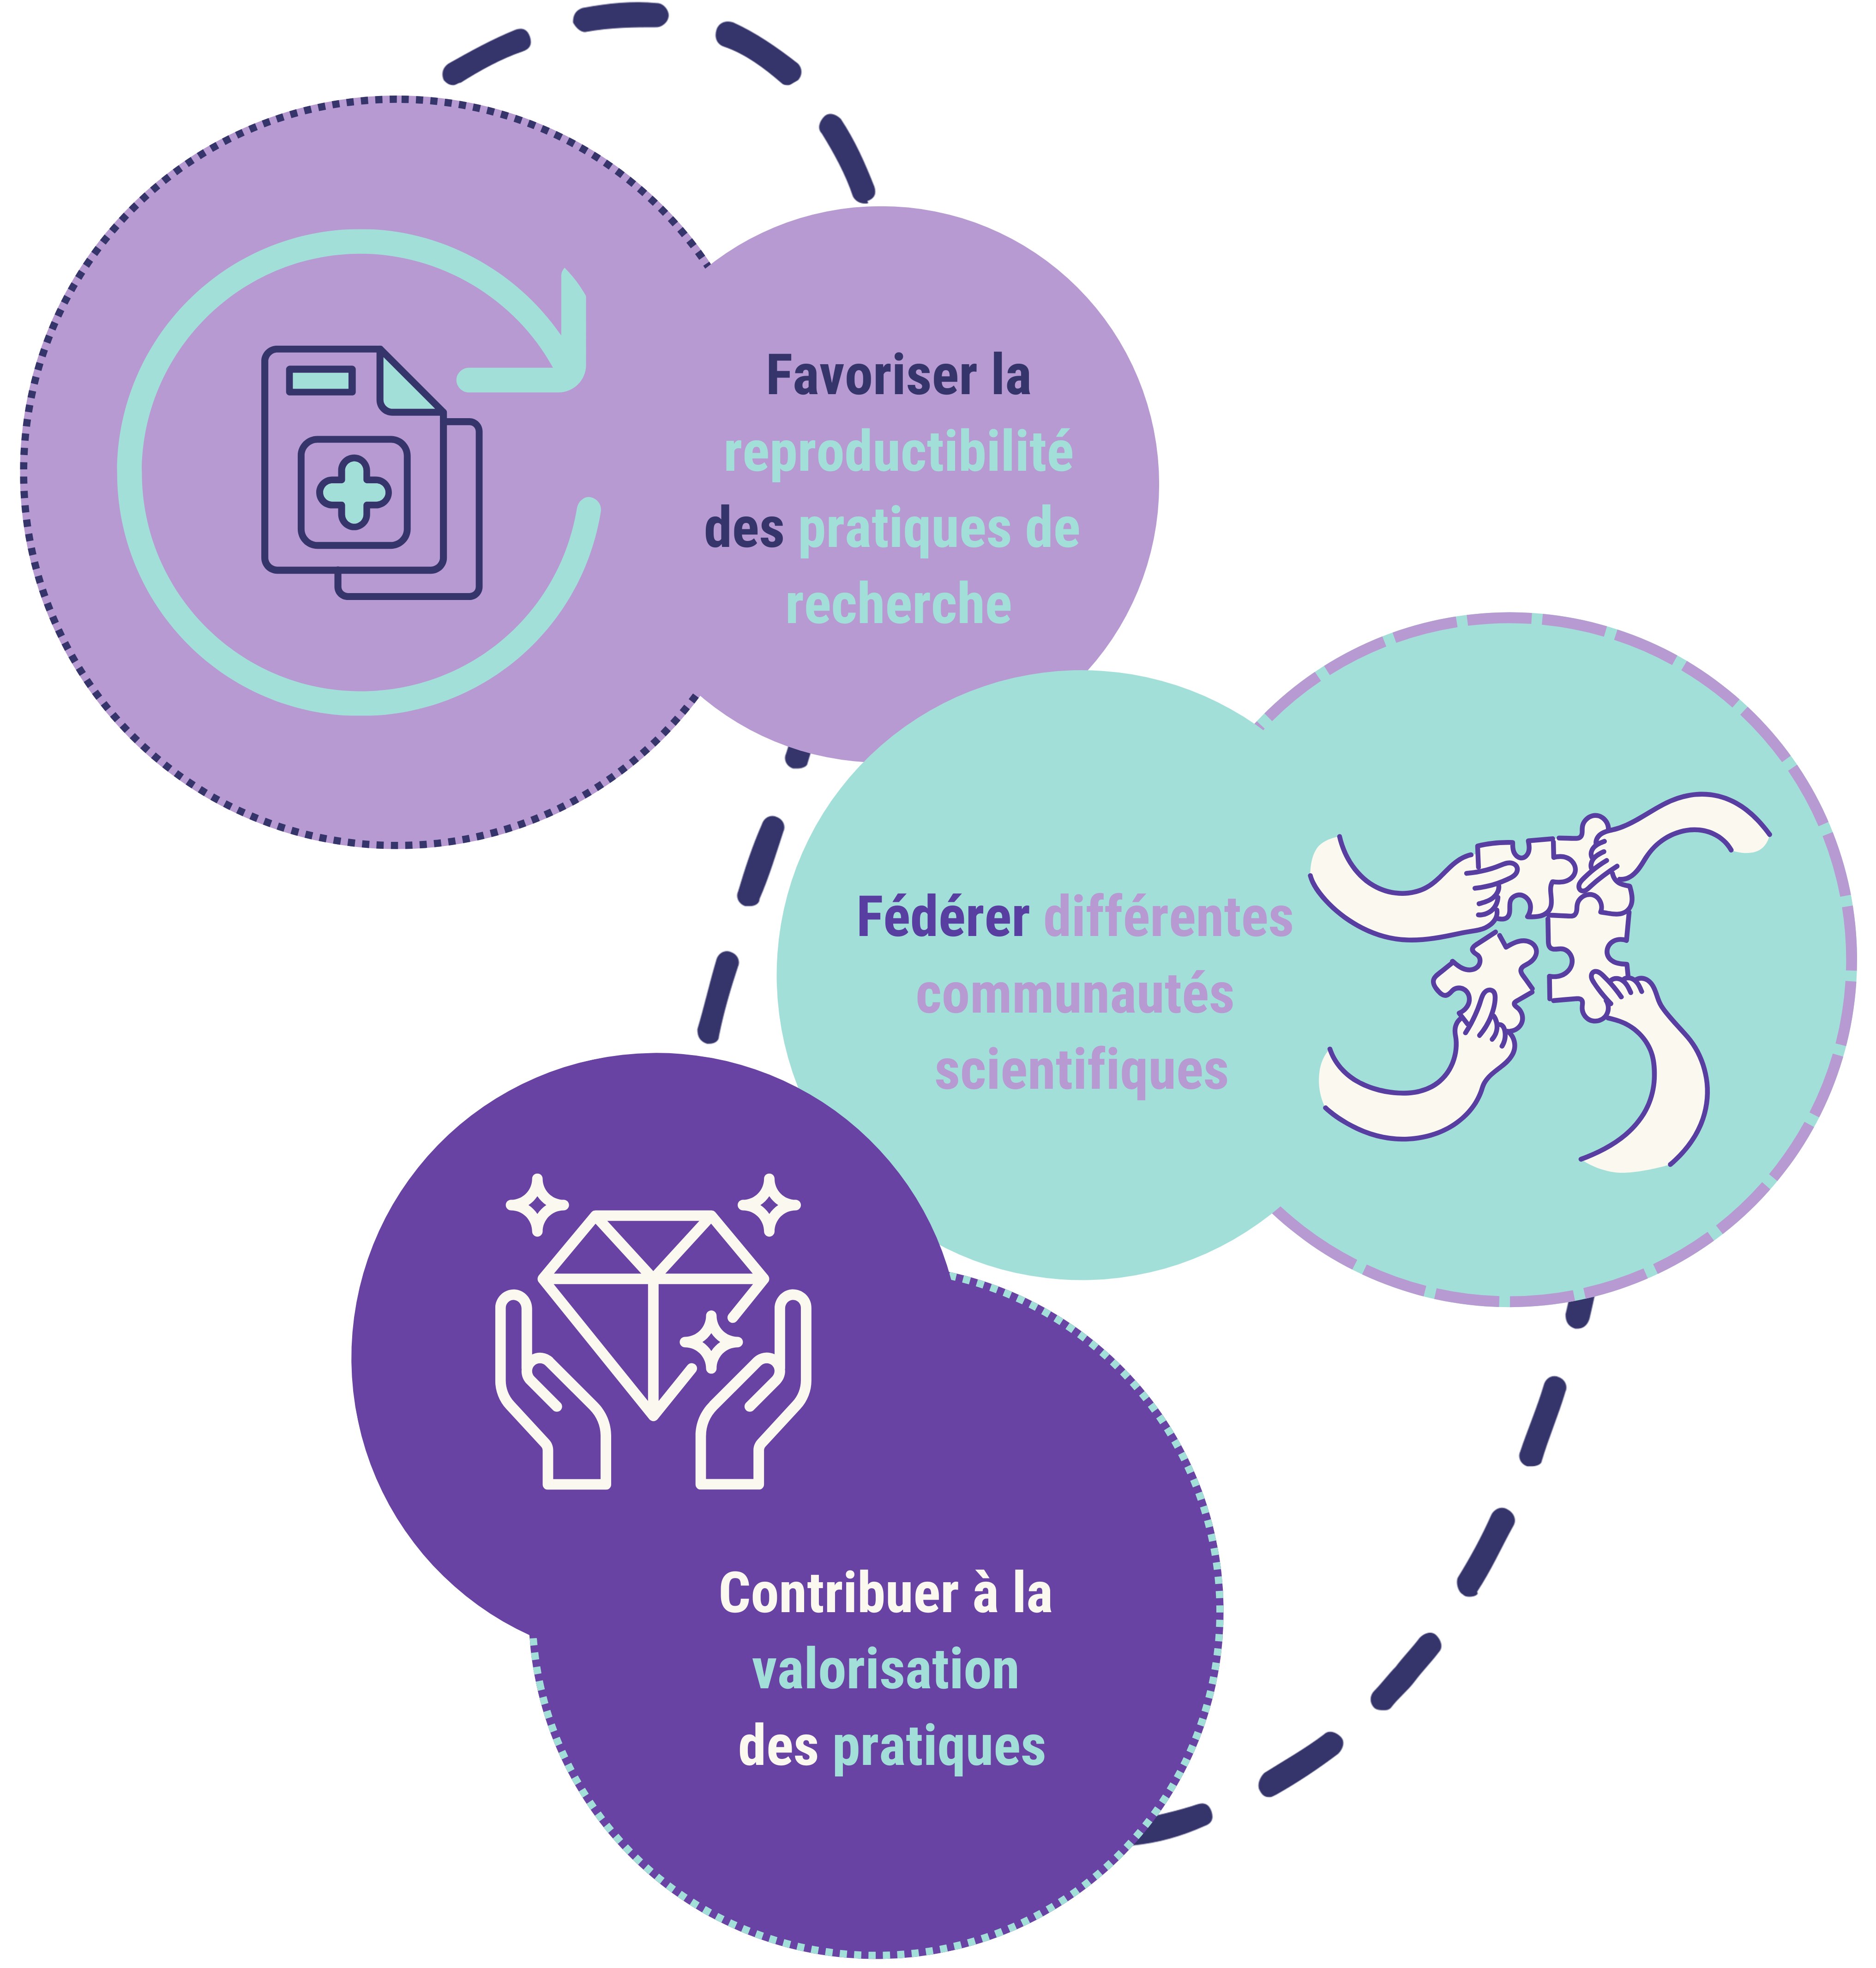 Favoriser la
reproductibilité
des pratiques de
recherche
Fédérer différentes
communautés
scientifiques
Contribuer à la
valorisation
des pratiques